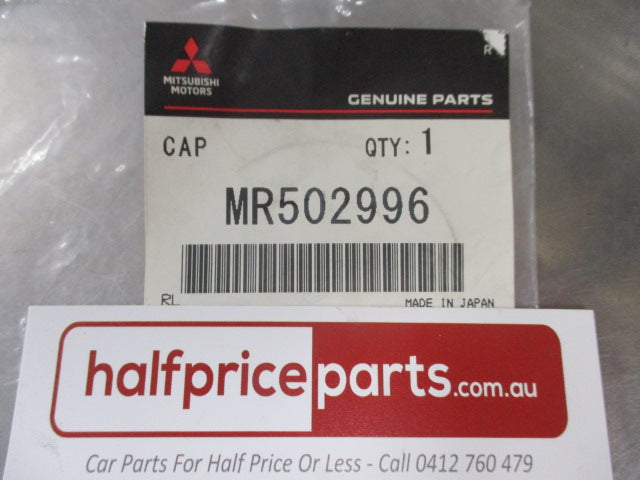 R
MITSUBISHI
MOTORS
GENUINE PARTS
CAP QTY: 1
MR502996
RL MADE IN JAPAN
halfpriceparts.com.au
Car Parts For Half Price Or Less - Call 0412 760 479